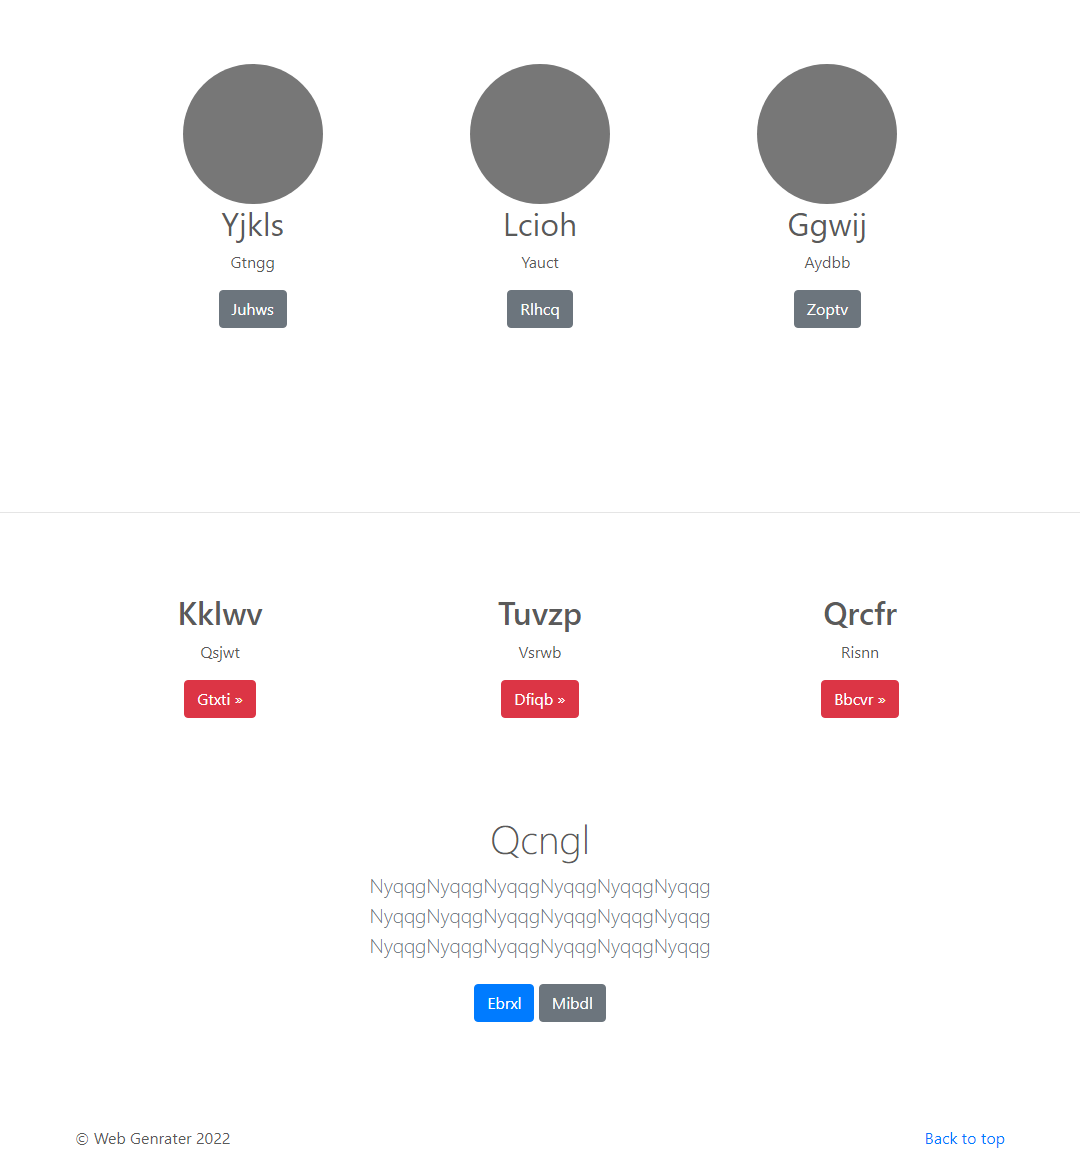 Yjkls
Gtngg
Juhws
Lcioh
Yauct
Rlhcq
Ggwij
Aydbb
Zoptv
Kklwv
Qsjwt
Gtxti »
Tuvzp
Vsrwb
Dfiqb »
Qrcfr
Risnn
Bbcvr »
Qcngl
NyqqgNyqqgNyqqgNyqqgNyqqgNyqqg
NyqqgNyqqgNyqqgNyqqgNyqqgNyqqg
NyqqgNyqqgNyqqgNyqqgNyqqgNyqqg
Ebrxl Mibdl
© Web Genrater 2022
Back to top